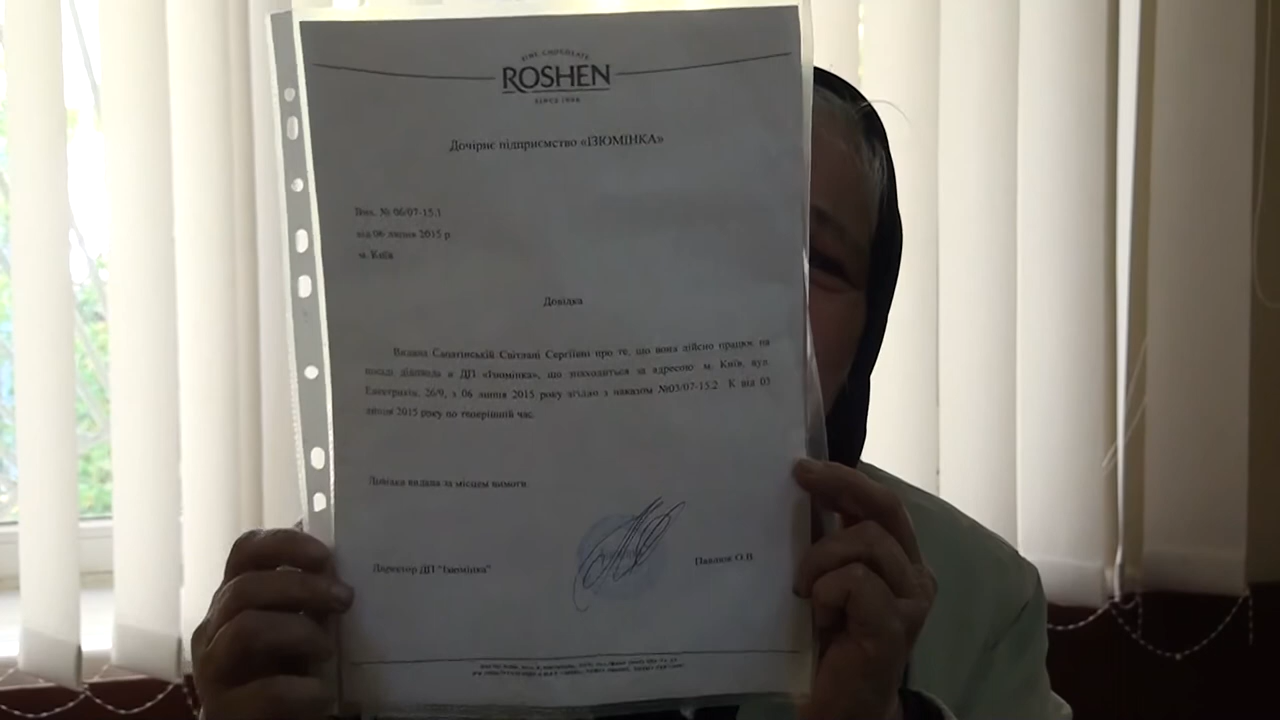 FINE CHOCOLATE
ROSHEN
SINCE 1996
Дочірнє підприємство «ІЗЮМІНКА»
Вих. № 06/07-15.1
від 06 липня 2015 р
м. Київ
Довідка
Видана Світлані Сергіївні про те, що вона дійсно працює на
посаді в ДП «Ізюмінка», що знаходиться за адресою м. Київ, вул.
Електриків, 26/9, з 06 липня 2015 року згідно з наказом №03/07-15.2 К від 03
липня 2015 року по теперішній час.
Довідка видана за місцем вимоги.
Директор ДП "Ізюмінка"
Павлюк О.В.